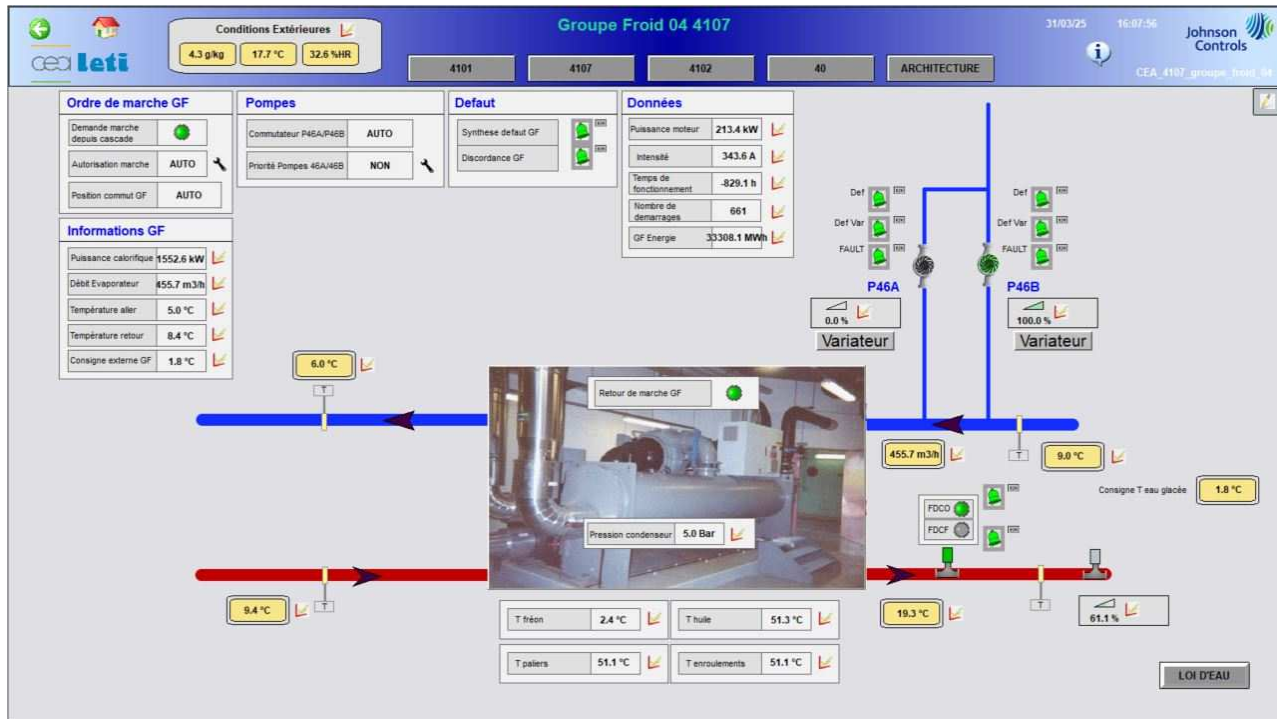 Conditions Extérieures
4.3 g/kg
17.7 °C
32.6 %HR
Groupe Froid 04 4107
31/03/25
16:07:56
Johnson
Controls
cea leti
4101
4107
4102
40
ARCHITECTURE
CEA_4107_groupe_froid_04
Ordre de marche GF
Demande marche
depuis cascade
Autorisation marche
AUTO
Position commut GF
AUTO
Informations GF
Puissance calorifique
1552.6 kW
Débit Evaporateur
455.7 m3/h
Température aller
5.0 °C
Température retour
8.4 °C
Consigne externe GF
1.8 °C
Pompes
Commutateur P46A/P46B
AUTO
Priorité Pompes 46A/46B
NON
Defaut
Synthese defaut GF
Discordance GF
Données
Puissance moteur
213.4 kW
Intensité
343.6 A
Temps de
fonctionnement
-829.1 h
Nombre de
demarrages
661
GF Energie
33308.1 MWh
Def
Def Var
FAULT
P46A
0.0 %
Variateur
Def
Def Var
FAULT
P46B
100.0 %
Variateur
6.0 °C
T
Retour de marche GF
455.7 m3/h
T
9.0 °C
Consigne T eau glacée
1.8 °C
FDCO
FDCF
Pression condenseur
5.0 Bar
9.4 °C
T
19.3 °C
T
61.1 %
T fréon
2.4 °C
T huile
51.3 °C
T paliers
51.1 °C
T enroulements
51.1 °C
LOI D'EAU